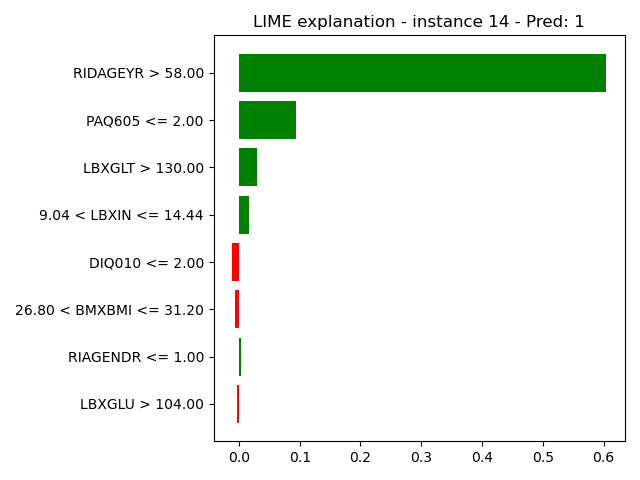 LIME explanation - instance 14 - Pred: 1
RIDAGEYR > 58.00
PAQ605 <= 2.00
LBXGLT > 130.00
9.04 < LBXIN <= 14.44
DIQ010 <= 2.00
26.80 < BMXBMI <= 31.20
RIAGENDR <= 1.00
LBXGLU > 104.00
0.0 0.1 0.2 0.3 0.4 0.5 0.6